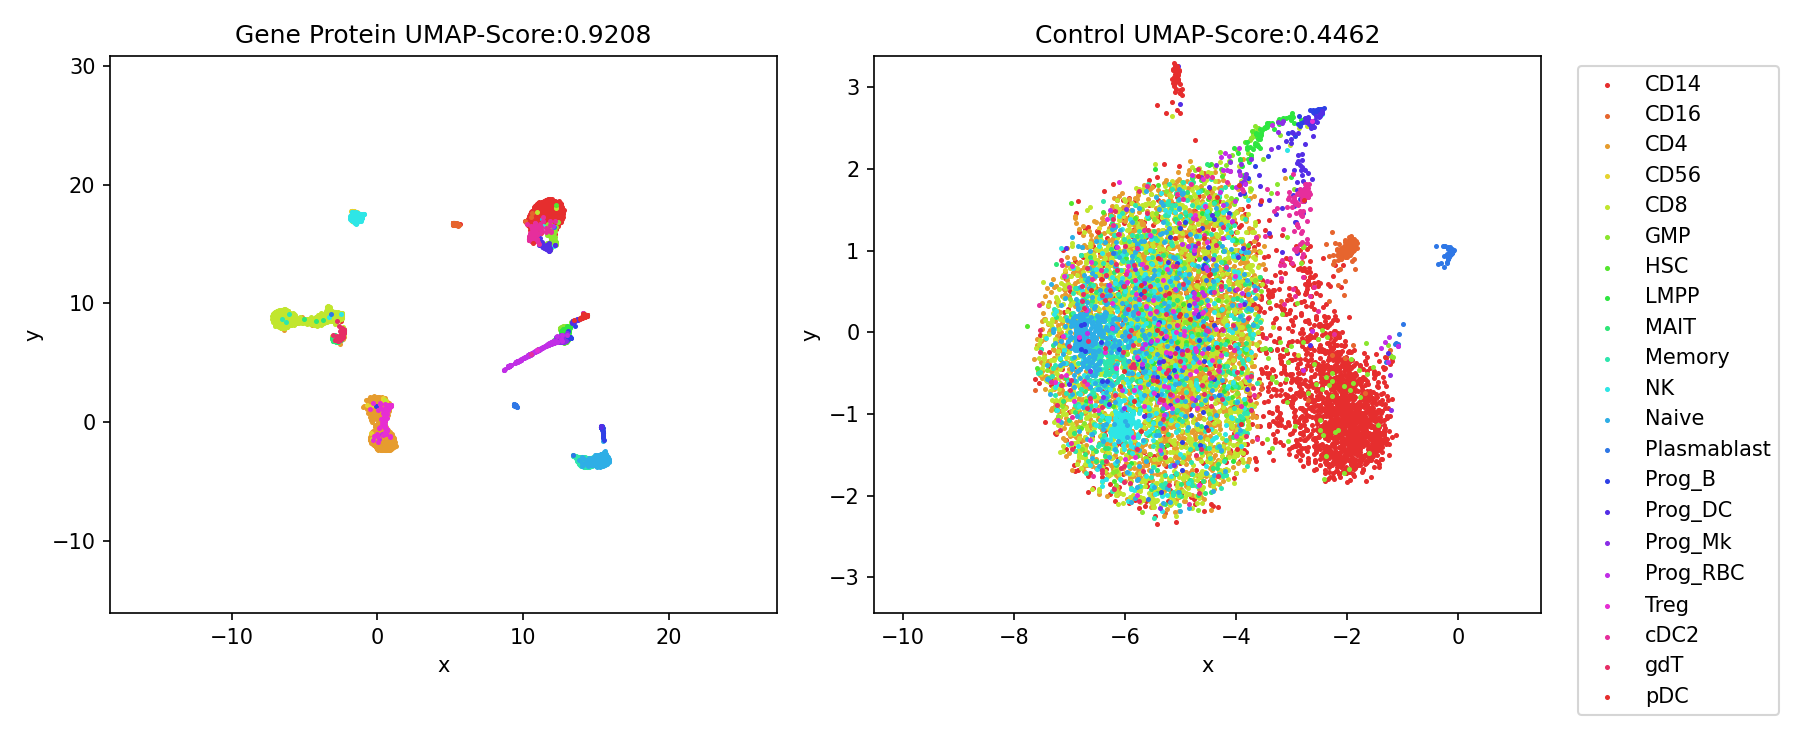 Gene Protein UMAP-Score:0.9208
30
20
10
0
−10
y
−10
0
10
20
x
Control UMAP-Score:0.4462
3
2
1
0
−1
−2
−3
y
−10
−8
−6
−4
−2
0
x
CD14
CD16
CD4
CD56
CD8
GMP
HSC
LMPP
MAIT
Memory
NK
Naive
Plasmablast
Prog_B
Prog_DC
Prog_Mk
Prog_RBC
Treg
cDC2
gdT
pDC